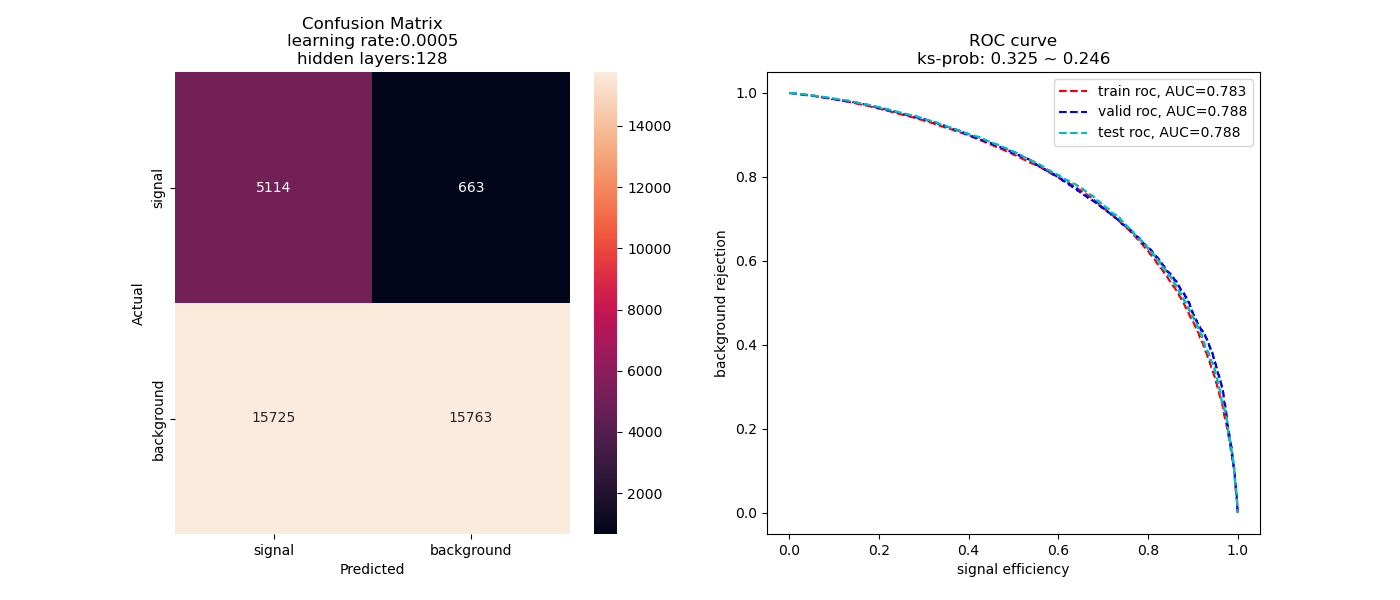 Confusion Matrix
learning rate:0.0005
hidden layers:128
signal
background
Actual
5114
663
15725
15763
signal
background
Predicted
14000
12000
10000
8000
6000
4000
2000
ROC curve
ks-prob: 0.325 ~ 0.246
train roc, AUC=0.783
valid roc, AUC=0.788
test roc, AUC=0.788
background rejection
1.0
0.8
0.6
0.4
0.2
0.0
0.0
0.2
0.4
0.6
0.8
1.0
signal efficiency